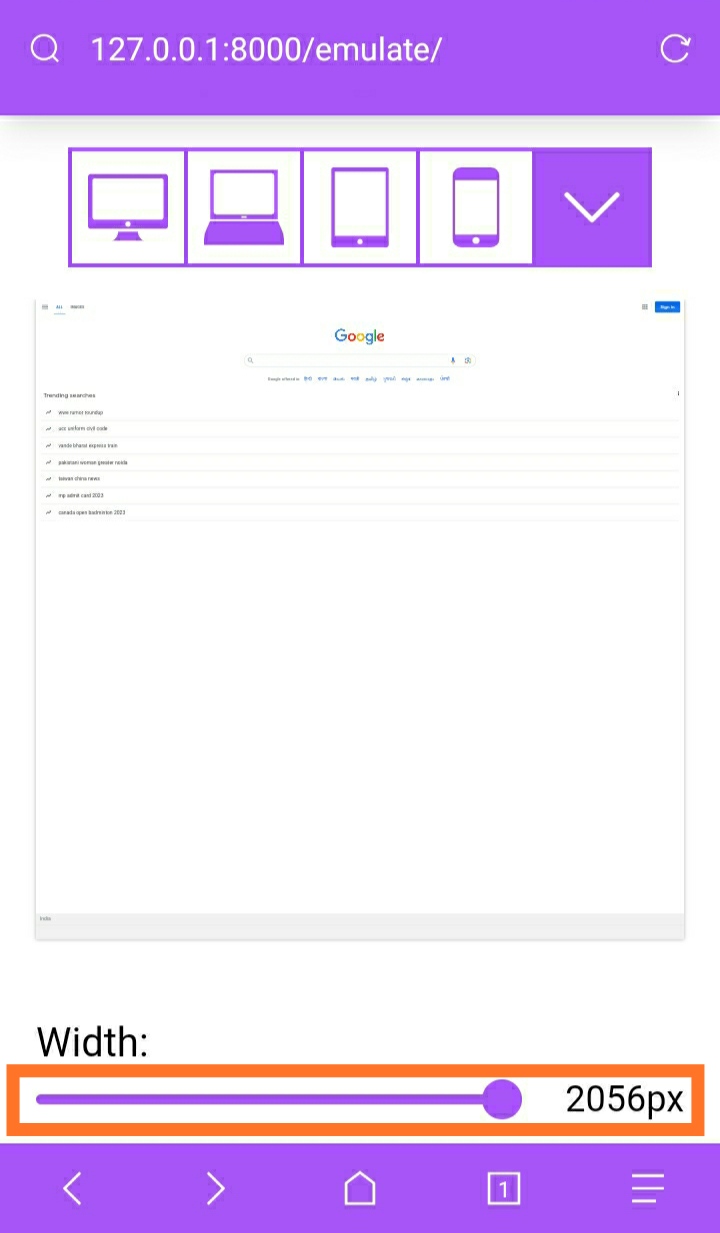 127.0.0.1:8000/emulate/
ALL IMAGES
Sign in
Google
Google offered in: हिन्दी বাংলা తెలుగు मराठी தமிழ் ગુજરાતી ಕನ್ನಡ മലയാളം ਪੰਜਾਬੀ
Trending searches
wwe rumor roundup
ucc uniform civil code
vande bharat express train
pakistani woman greater noida
taiwan china news
mp admit card 2023
canada open badminton 2023
India
Width:
2056px
1